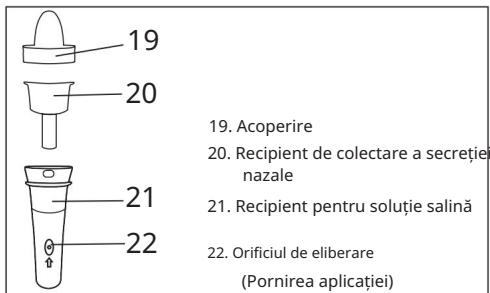 19
20
21
22
19. Acoperire
20. Recipient de colectare a secreției
nazale
21. Recipient pentru soluție salină
22. Orificiul de eliberare
(Pornirea aplicației)